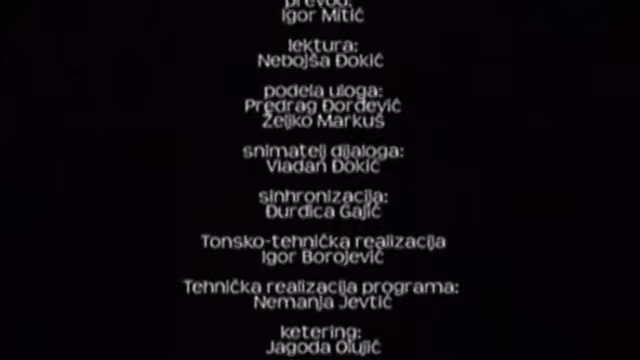 prevod:
Igor Mitić
lektura:
Nebojša Đokić
podela uloga:
Predrag Đorđević
Željko Markuš
snimatelj dijaloga:
Vladan Đokić
sinhronizacija:
Đurđica Gajić
Tonsko-tehnička realizacija
Igor Borojević
Tehnička realizacija programa:
Nemanja Jevtić
ketering:
Jagoda Olujić